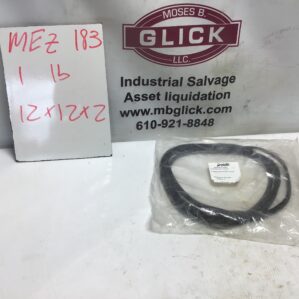 MEZ 183
1 lb
12x12x2
MOSES B.
GLICK
LLC.
Industrial Salvage
Asset liquidation
www.mbglick.com
610-921-8848